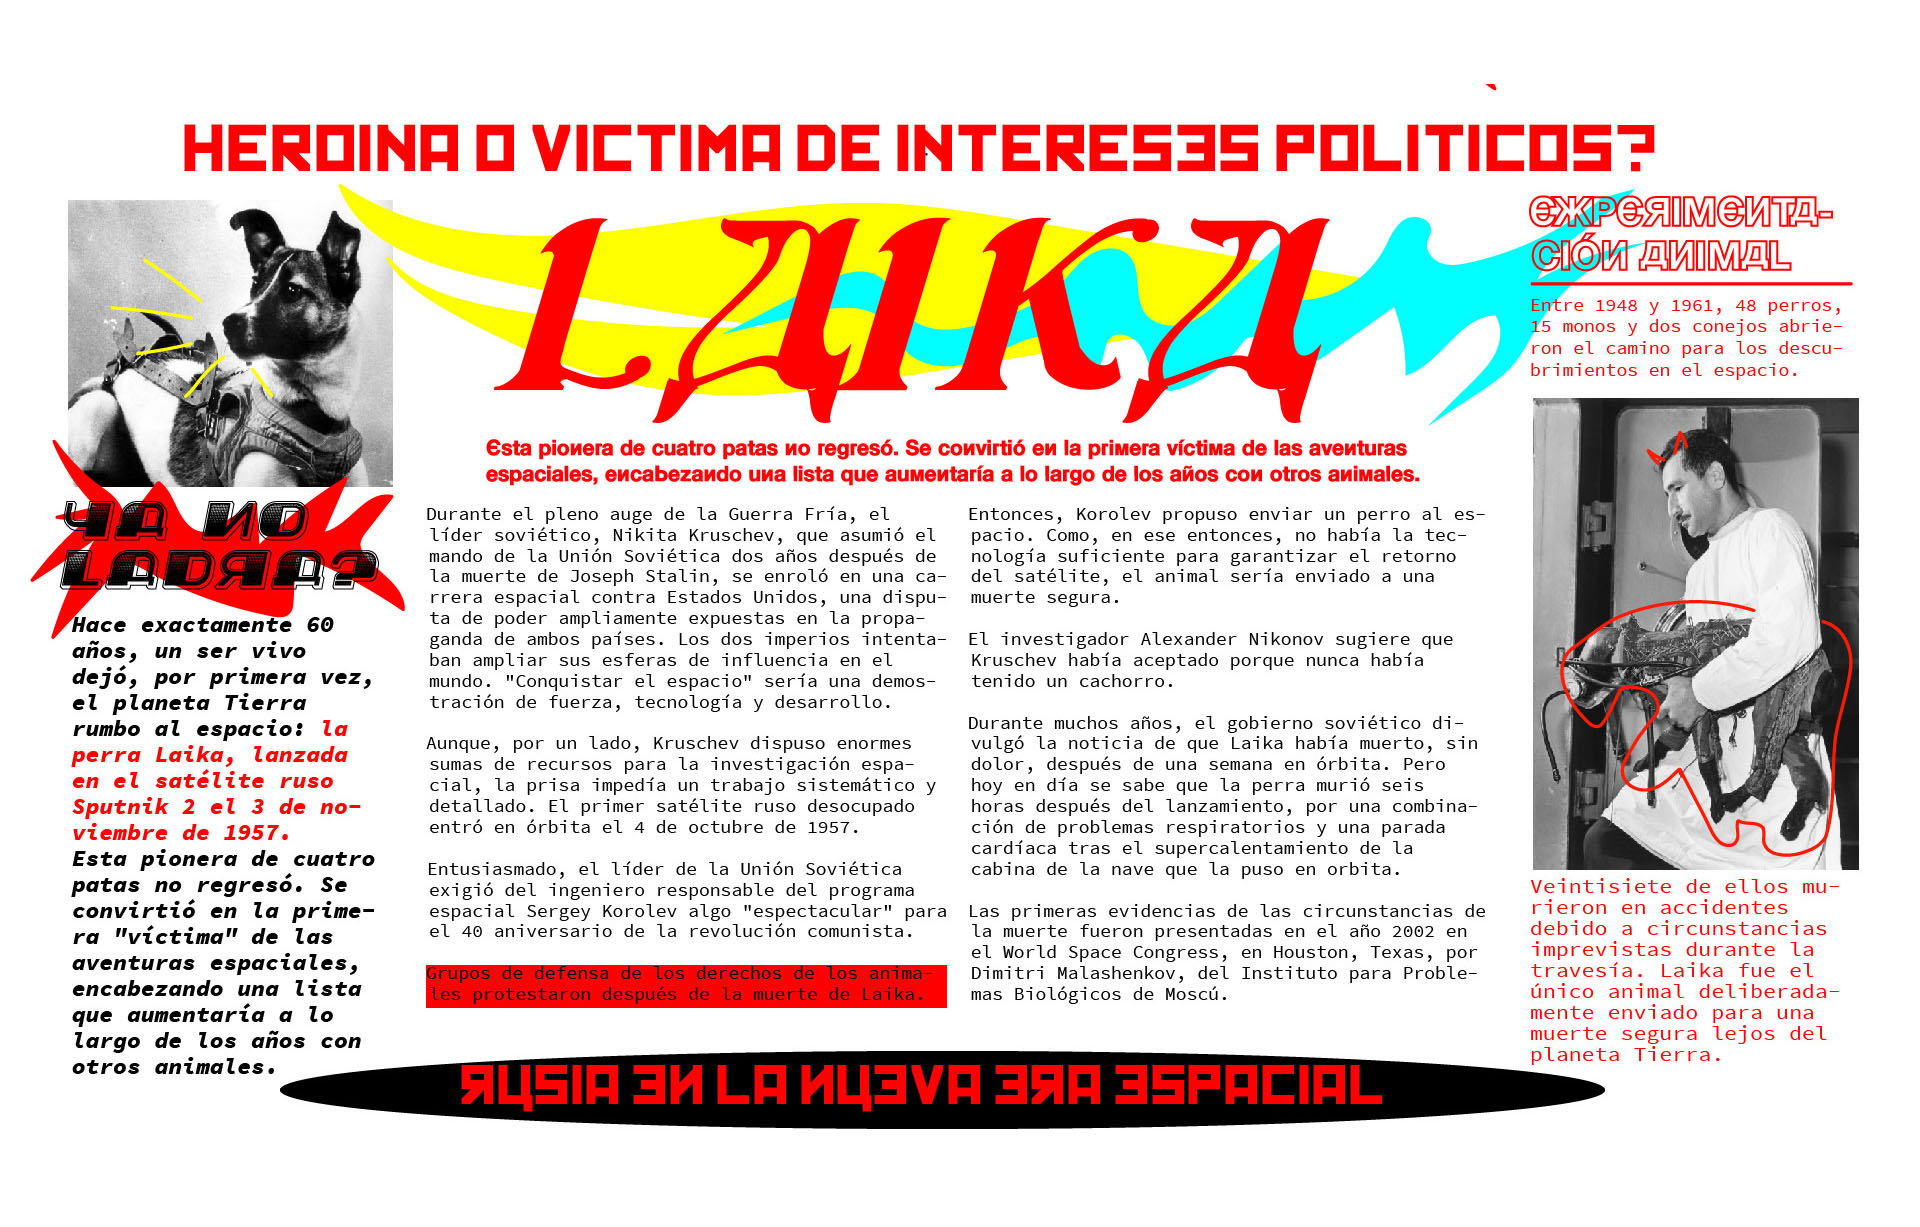 HEROINA O VICTIMA DE INTERESES POLITICOS?
LAIKA
Esta pionera de cuatro patas no regresó. Se convirtió en la primera víctima de las aventuras
espaciales, encabezando una lista que aumentaría a lo largo de los años con otros animales.
YA NO
LADRA?
Hace exactamente 60
años, un ser vivo
dejó, por primera vez,
el planeta Tierra
rumbo al espacio: la
perra Laika, lanzada
en el satélite ruso
Sputnik 2 el 3 de no-
viembre de 1957.
Esta pionera de cuatro
patas no regresó. Se
convirtió en la prime-
ra "víctima" de las
aventuras espaciales,
encabezando una lista
que aumentaría a lo
largo de los años con
otros animales.
Durante el pleno auge de la Guerra Fría, el
líder soviético, Nikita Kruschev, que asumió el
mando de la Unión Soviética dos años después de
la muerte de Joseph Stalin, se enroló en una ca-
rrera espacial contra Estados Unidos, una dispu-
ta de poder ampliamente expuestas en la propa-
ganda de ambos países. Los dos imperios intenta-
ban ampliar sus esferas de influencia en el
mundo. "Conquistar el espacio" sería una demos-
tración de fuerza, tecnología y desarrollo.
Aunque, por un lado, Kruschev dispuso enormes
sumas de recursos para la investigación espa-
cial, la prisa impedía un trabajo sistemático y
detallado. El primer satélite ruso desocupado
entró en órbita el 4 de octubre de 1957.
Entusiasmado, el líder de la Unión Soviética
exigió del ingeniero responsable del programa
espacial Sergey Korolev algo "espectacular" para
el 40 aniversario de la revolución comunista.
Grupos de defensa de los derechos de los anima-
les protestaron después de la muerte de Laika.
Entonces, Korolev propuso enviar un perro al es-
pacio. Como, en ese entonces, no había la tec-
nología suficiente para garantizar el retorno
del satélite, el animal sería enviado a una
muerte segura.
El investigador Alexander Nikonov sugiere que
Kruschev había aceptado porque nunca había
tenido un cachorro.
Durante muchos años, el gobierno soviético di-
vulgó la noticia de que Laika había muerto, sin
dolor, después de una semana en órbita. Pero
hoy en día se sabe que la perra murió seis
horas después del lanzamiento, por una combina-
ción de problemas respiratorios y una parada
cardíaca tras el supercalentamiento de la
cabina de la nave que la puso en orbita.
Las primeras evidencias de las circunstancias de
la muerte fueron presentadas en el año 2002 en
el World Space Congress, en Houston, Texas, por
Dimitri Malashenkov, del Instituto para Proble-
mas Biológicos de Moscú.
EXPERIMENTA-
CIÓN ANIMAL
Entre 1948 y 1961, 48 perros,
15 monos y dos conejos abrie-
ron el camino para los descu-
brimientos en el espacio.
Veintisiete de ellos mu-
rieron en accidentes
debido a circunstancias
imprevistas durante la
travesía. Laika fue el
único animal deliberada-
mente enviado para una
muerte segura lejos del
planeta Tierra.
RUSIA EN LA NUEVA ERA ESPACIAL